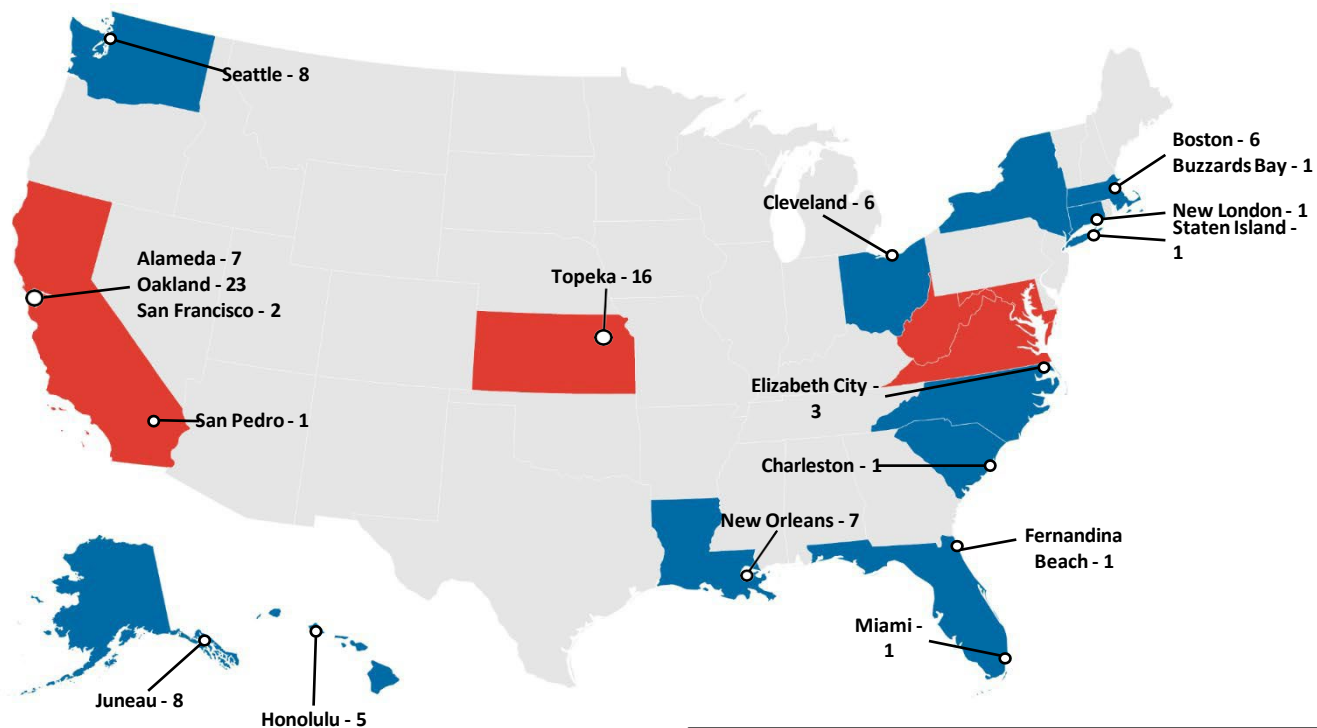 Seattle - 8
Boston - 6
Buzzards Bay - 1
Cleveland - 6
New London - 1
Staten Island -
1
Alameda - 7
Oakland - 23
San Francisco - 2
Topeka - 16
Elizabeth City -
3
San Pedro - 1
Charleston - 1
New Orleans - 7
Fernandina
Beach - 1
Miami -
1
Juneau - 8
Honolulu - 5